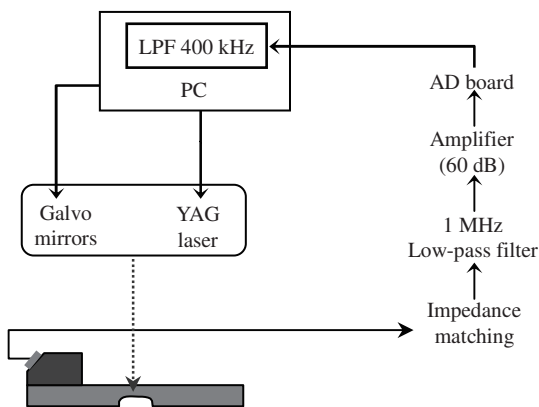 LPF 400 kHz
PC
AD board
Amplifier
(60 dB)
Galvo
mirrors
YAG
laser
1 MHz
Low-pass filter
Impedance
matching